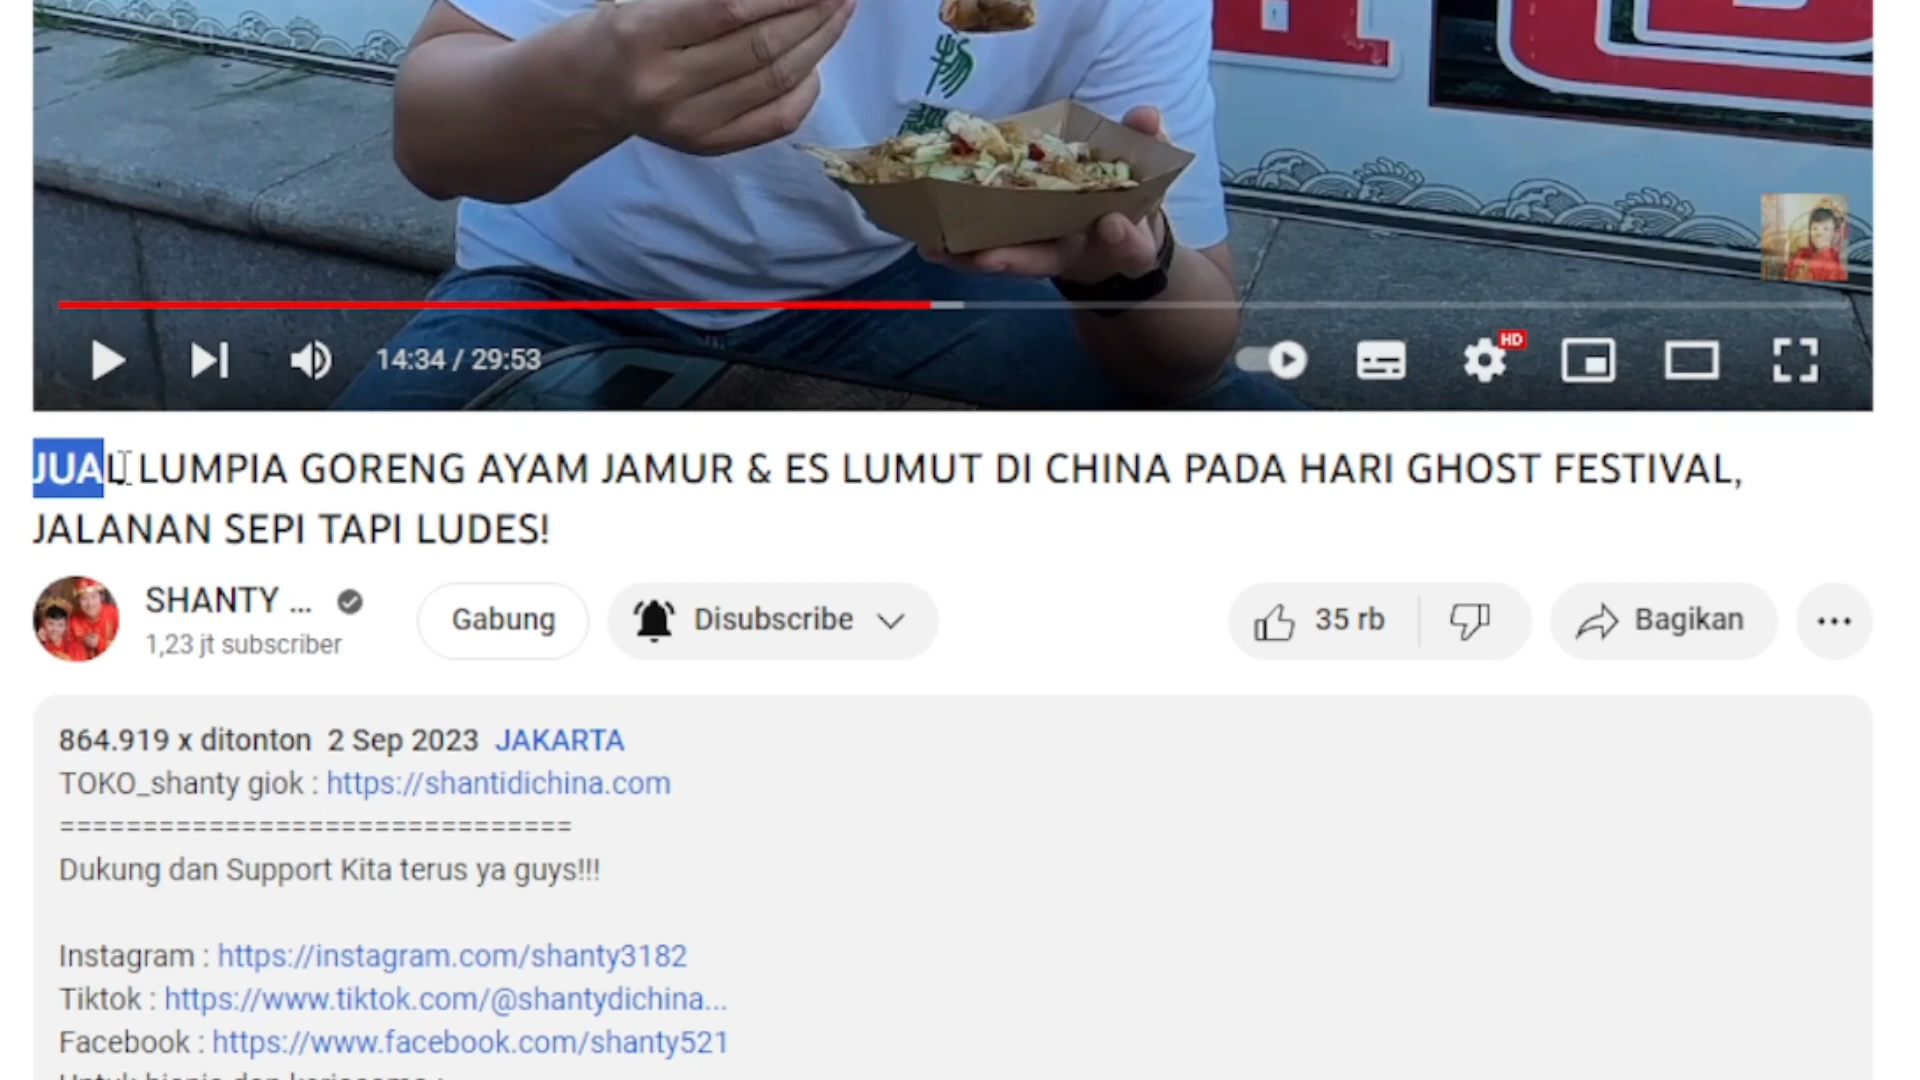 HD
14:34 / 29:53
JUAL LUMPIA GORENG AYAM JAMUR & ES LUMUT DI CHINA PADA HARI GHOST FESTIVAL,
JALANAN SEPI TAPI LUDES!
SHANTY ...
1,23 jt subscriber
Gabung
Disubscribe
35 rb
Bagikan
864.919 x ditonton 2 Sep 2023 JAKARTA
TOKO_shanty giok : https://shantidichina.com
===============================
Dukung dan Support Kita terus ya guys!!!
Instagram : https://instagram.com/shanty3182
Tiktok : https://www.tiktok.com/@shantydichina...
Facebook : https://www.facebook.com/shanty521